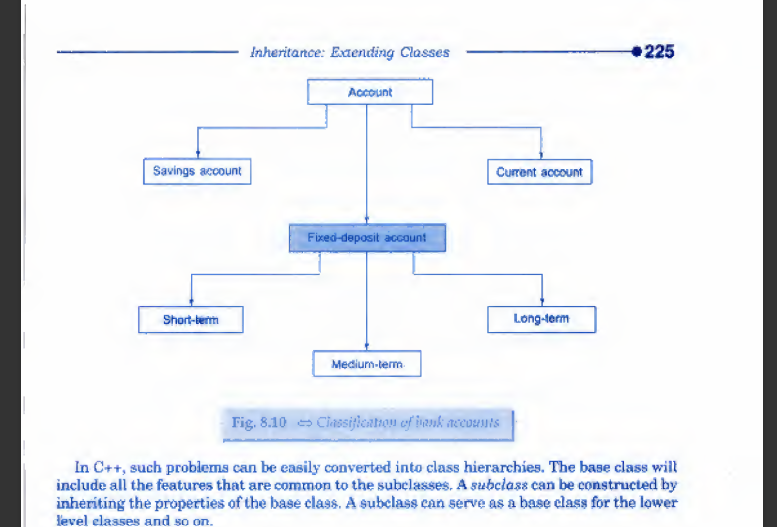 Inheritance: Extending Classes 225
Account
Savings account
Current account
Fixed-deposit account
Short-term
Long-term
Medium-term
Fig. 8.10 ⇔ Classification of bank accounts
In C++, such problems can be easily converted into class hierarchies. The base class will
include all the features that are common to the subclasses. A subclass can be constructed by
inheriting the properties of the base class. A subclass can serve as a base class for the lower
level classes and so on.